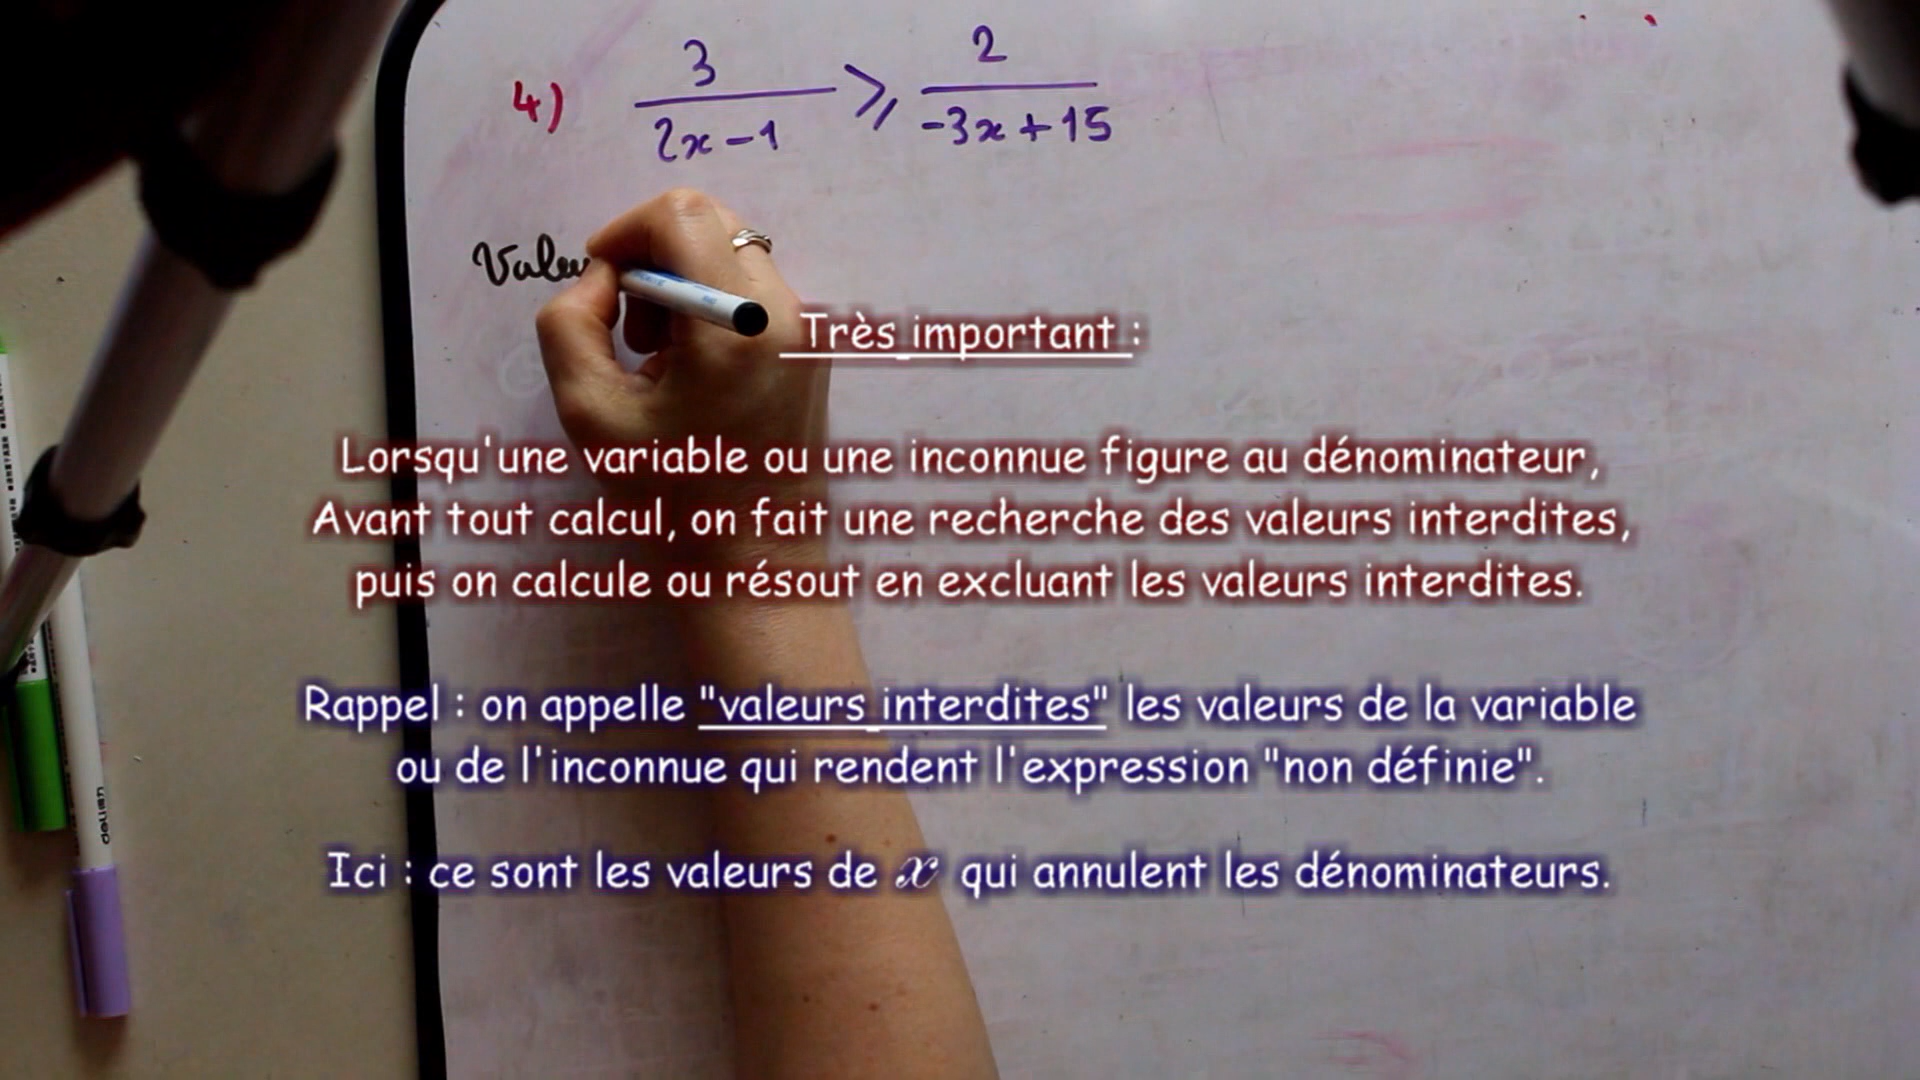 4) 3/(2x-1) ⩾ 2/(-3x+15)
Valeu
Très important :
Lorsqu'une variable ou une inconnue figure au dénominateur,
Avant tout calcul, on fait une recherche des valeurs interdites,
puis on calcule ou résout en excluant les valeurs interdites.
Rappel : on appelle "valeurs interdites" les valeurs de la variable
ou de l'inconnue qui rendent l'expression "non définie".
Ici : ce sont les valeurs de x qui annulent les dénominateurs.
deli